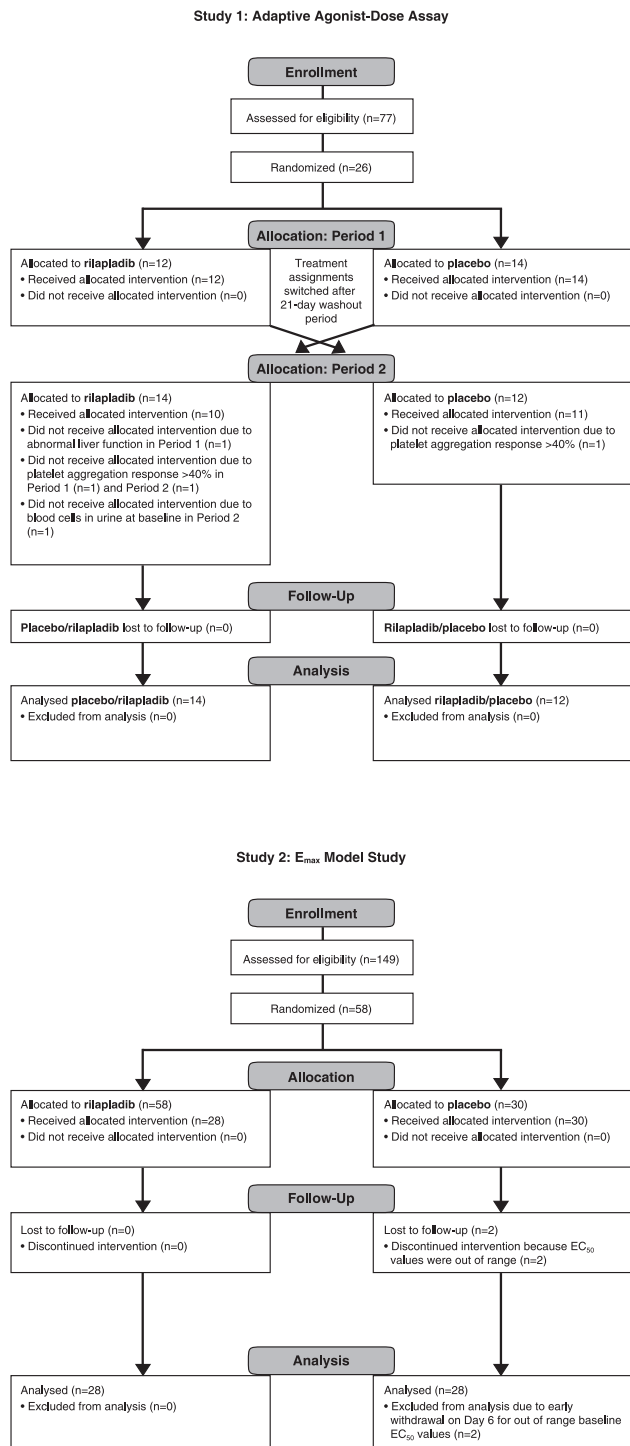 Study 1: Adaptive Agonist-Dose Assay
Enrollment
Assessed for eligibility (n=77)
Randomized (n=26)
Allocation: Period 1
Allocated to rilapladib (n=12)
• Received allocated intervention (n=12)
• Did not receive allocated intervention (n=0)
Treatment
assignments
switched after
21-day washout
period
Allocated to placebo (n=14)
• Received allocated intervention (n=14)
• Did not receive allocated intervention (n=0)
Allocation: Period 2
Allocated to rilapladib (n=14)
• Received allocated intervention (n=10)
• Did not receive allocated intervention due to
abnormal liver function in Period 1 (n=1)
• Did not receive allocated intervention due to
platelet aggregation response >40% in
Period 1 (n=1) and Period 2 (n=1)
• Did not receive allocated intervention due to
blood cells in urine at baseline in Period 2
(n=1)
Allocated to placebo (n=12)
• Received allocated intervention (n=11)
• Did not receive allocated intervention due to
platelet aggregation response >40% (n=1)
Follow-Up
Placebo/rilapladib lost to follow-up (n=0)
Rilapladib/placebo lost to follow-up (n=0)
Analysis
Analysed placebo/rilapladib (n=14)
• Excluded from analysis (n=0)
Analysed rilapladib/placebo (n=12)
• Excluded from analysis (n=0)
Study 2: Emax Model Study
Enrollment
Assessed for eligibility (n=149)
Randomized (n=58)
Allocation
Allocated to rilapladib (n=58)
• Received allocated intervention (n=28)
• Did not receive allocated intervention (n=0)
Allocated to placebo (n=30)
• Received allocated intervention (n=30)
• Did not receive allocated intervention (n=0)
Follow-Up
Lost to follow-up (n=0)
• Discontinued intervention (n=0)
Lost to follow-up (n=2)
• Discontinued intervention because EC50
values were out of range (n=2)
Analysis
Analysed (n=28)
• Excluded from analysis (n=0)
Analysed (n=28)
• Excluded from analysis due to early
withdrawal on Day 6 for out of range baseline
EC50 values (n=2)